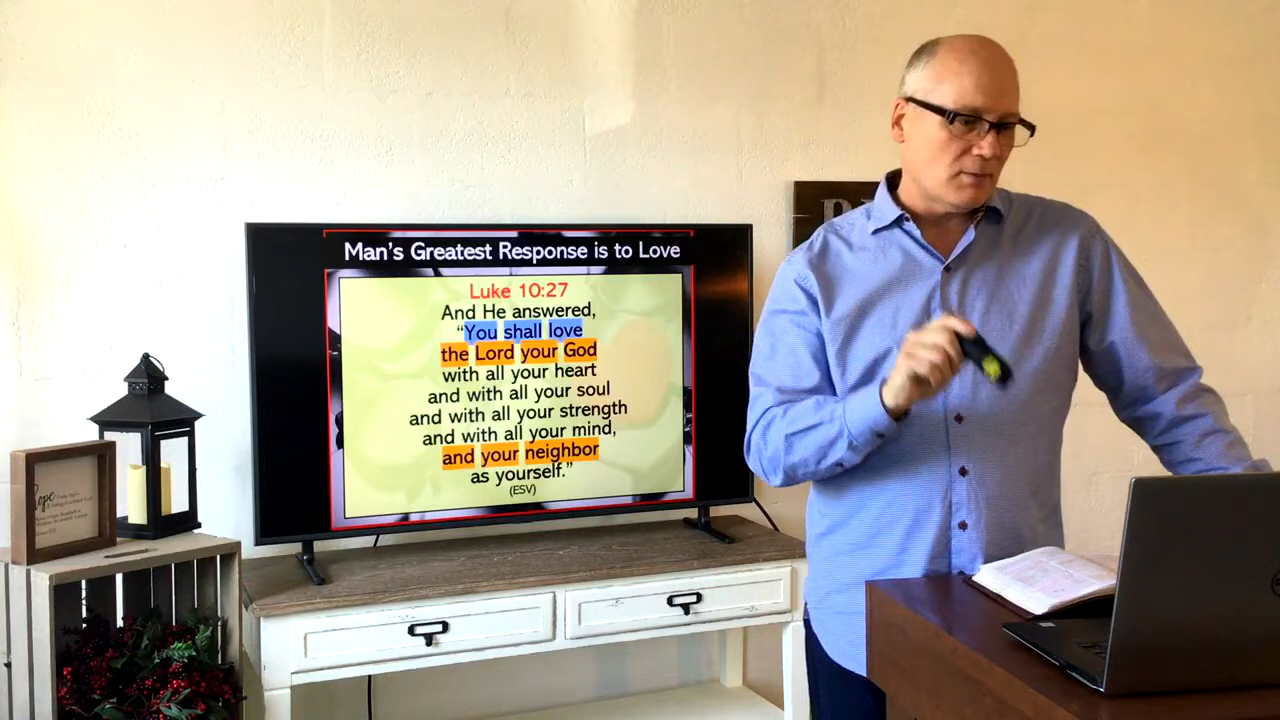 Man's Greatest Response is to Love
Luke 10:27
And He answered,
"You shall love
the Lord your God
with all your heart
and with all your soul
and with all your strength
and with all your mind,
and your neighbor
as yourself."
(ESV)